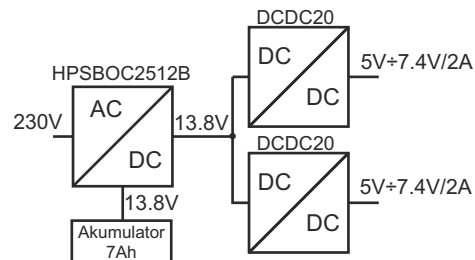 DCDC20
DC
DC
5V÷7.4V/2A
HPSBOC2512B
AC
DC
230V
13.8V
13.8V
Akumulator
7Ah
DCDC20
DC
DC
5V÷7.4V/2A